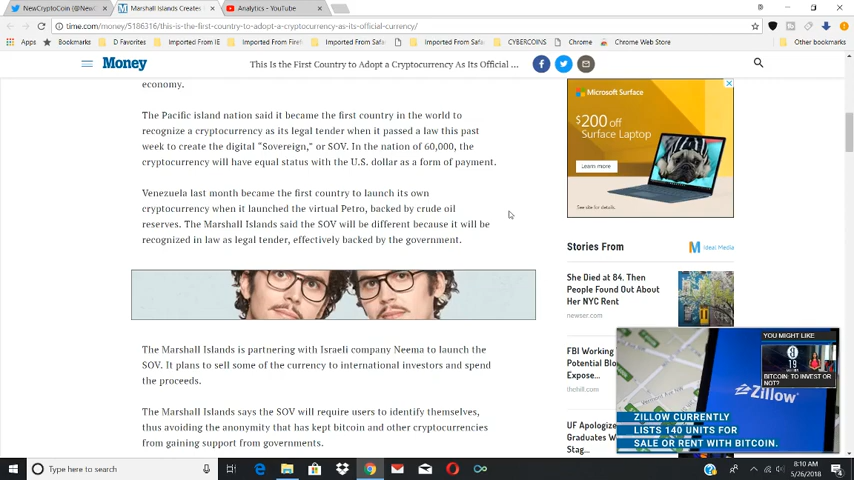 NewCryptoCoin (@New
Marshall Islands Creates
Analytics - YouTube
time.com/money/5186316/this-is-the-first-country-to-adopt-a-cryptocurrency-as-its-official-currency/
Apps
Bookmarks
D Favorites
Imported From IE
Imported From Firef
Imported From Safar
Imported From Safar
CYBERCOINS
Chrome
Chrome Web Store
Other bookmarks
Money
This Is the First Country to Adopt a Cryptocurrency As Its Official ...
economy.
The Pacific island nation said it became the first country in the world to
recognize a cryptocurrency as its legal tender when it passed a law this past
week to create the digital “Sovereign,” or SOV. In the nation of 60,000, the
cryptocurrency will have equal status with the U.S. dollar as a form of payment.
Venezuela last month became the first country to launch its own
cryptocurrency when it launched the virtual Petro, backed by crude oil
reserves. The Marshall Islands said the SOV will be different because it will be
recognized in law as legal tender, effectively backed by the government.
The Marshall Islands is partnering with Israeli company Neema to launch the
SOV. It plans to sell some of the currency to international investors and spend
the proceeds.
The Marshall Islands says the SOV will require users to identify themselves,
thus avoiding the anonymity that has kept bitcoin and other cryptocurrencies
from gaining support from governments.
Microsoft Surface
$200 off
Surface Laptop
Learn more
See site for details.
Stories From
Ideal Media
She Died at 84. Then
People Found Out About
Her NYC Rent
newser.com
FBI Working
Potential Blo
Expose...
thehill.com
UF Apologize
Graduates W
Stag...
YOU MIGHT LIKE
BITCOIN: TO INVEST OR
NOT?
Zillow
ZILLOW CURRENTLY
LISTS 140 UNITS FOR
SALE OR RENT WITH BITCOIN.
Type here to search
8:10 AM
5/26/2018